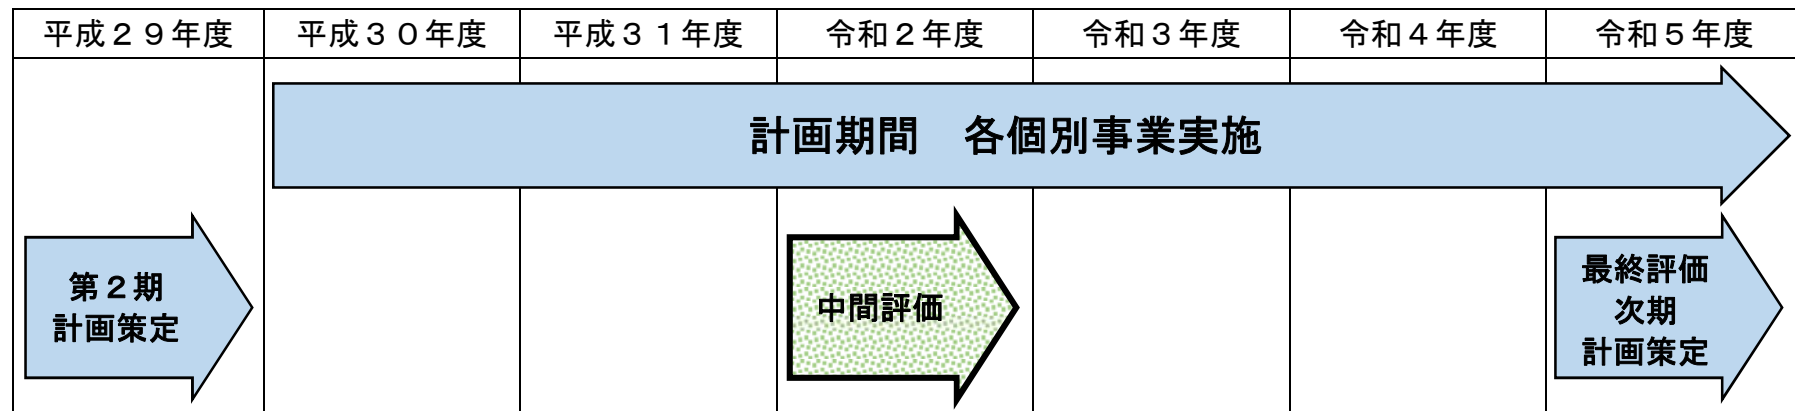 平成２９年度
平成３０年度
平成３１年度
令和２年度
令和３年度
令和４年度
令和５年度
計画期間　各個別事業実施
第２期
計画策定
中間評価
最終評価
次期
計画策定